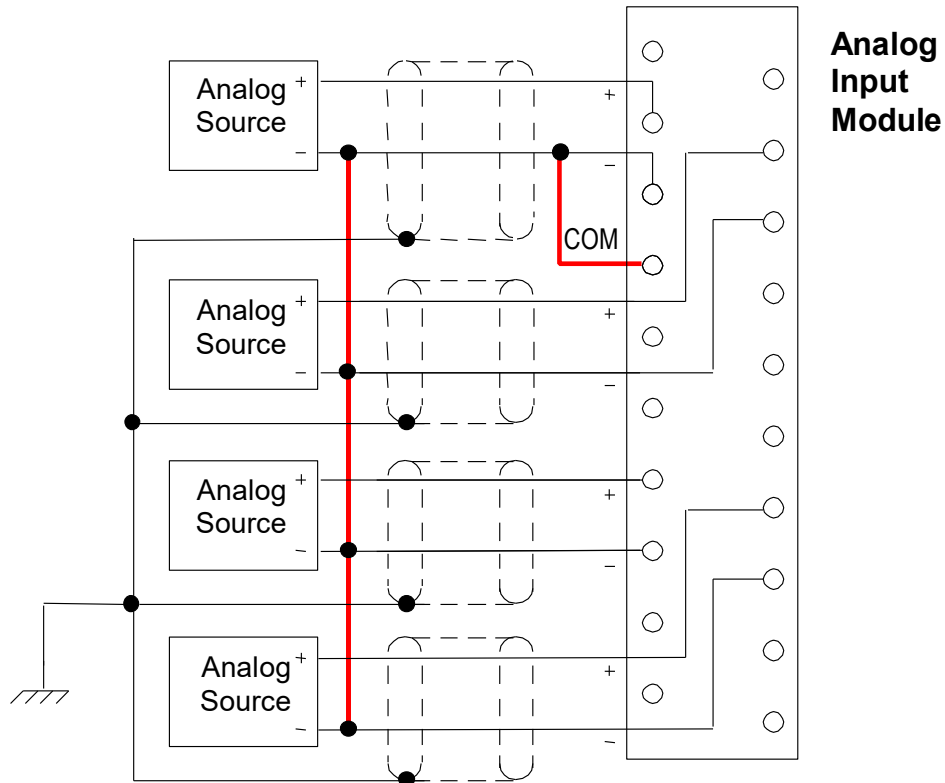 Analog
Input
Module
Analog
Source
+
−
+
−
COM
Analog
Source
+
−
+
−
Analog
Source
+
−
+
−
Analog
Source
+
−
+
−